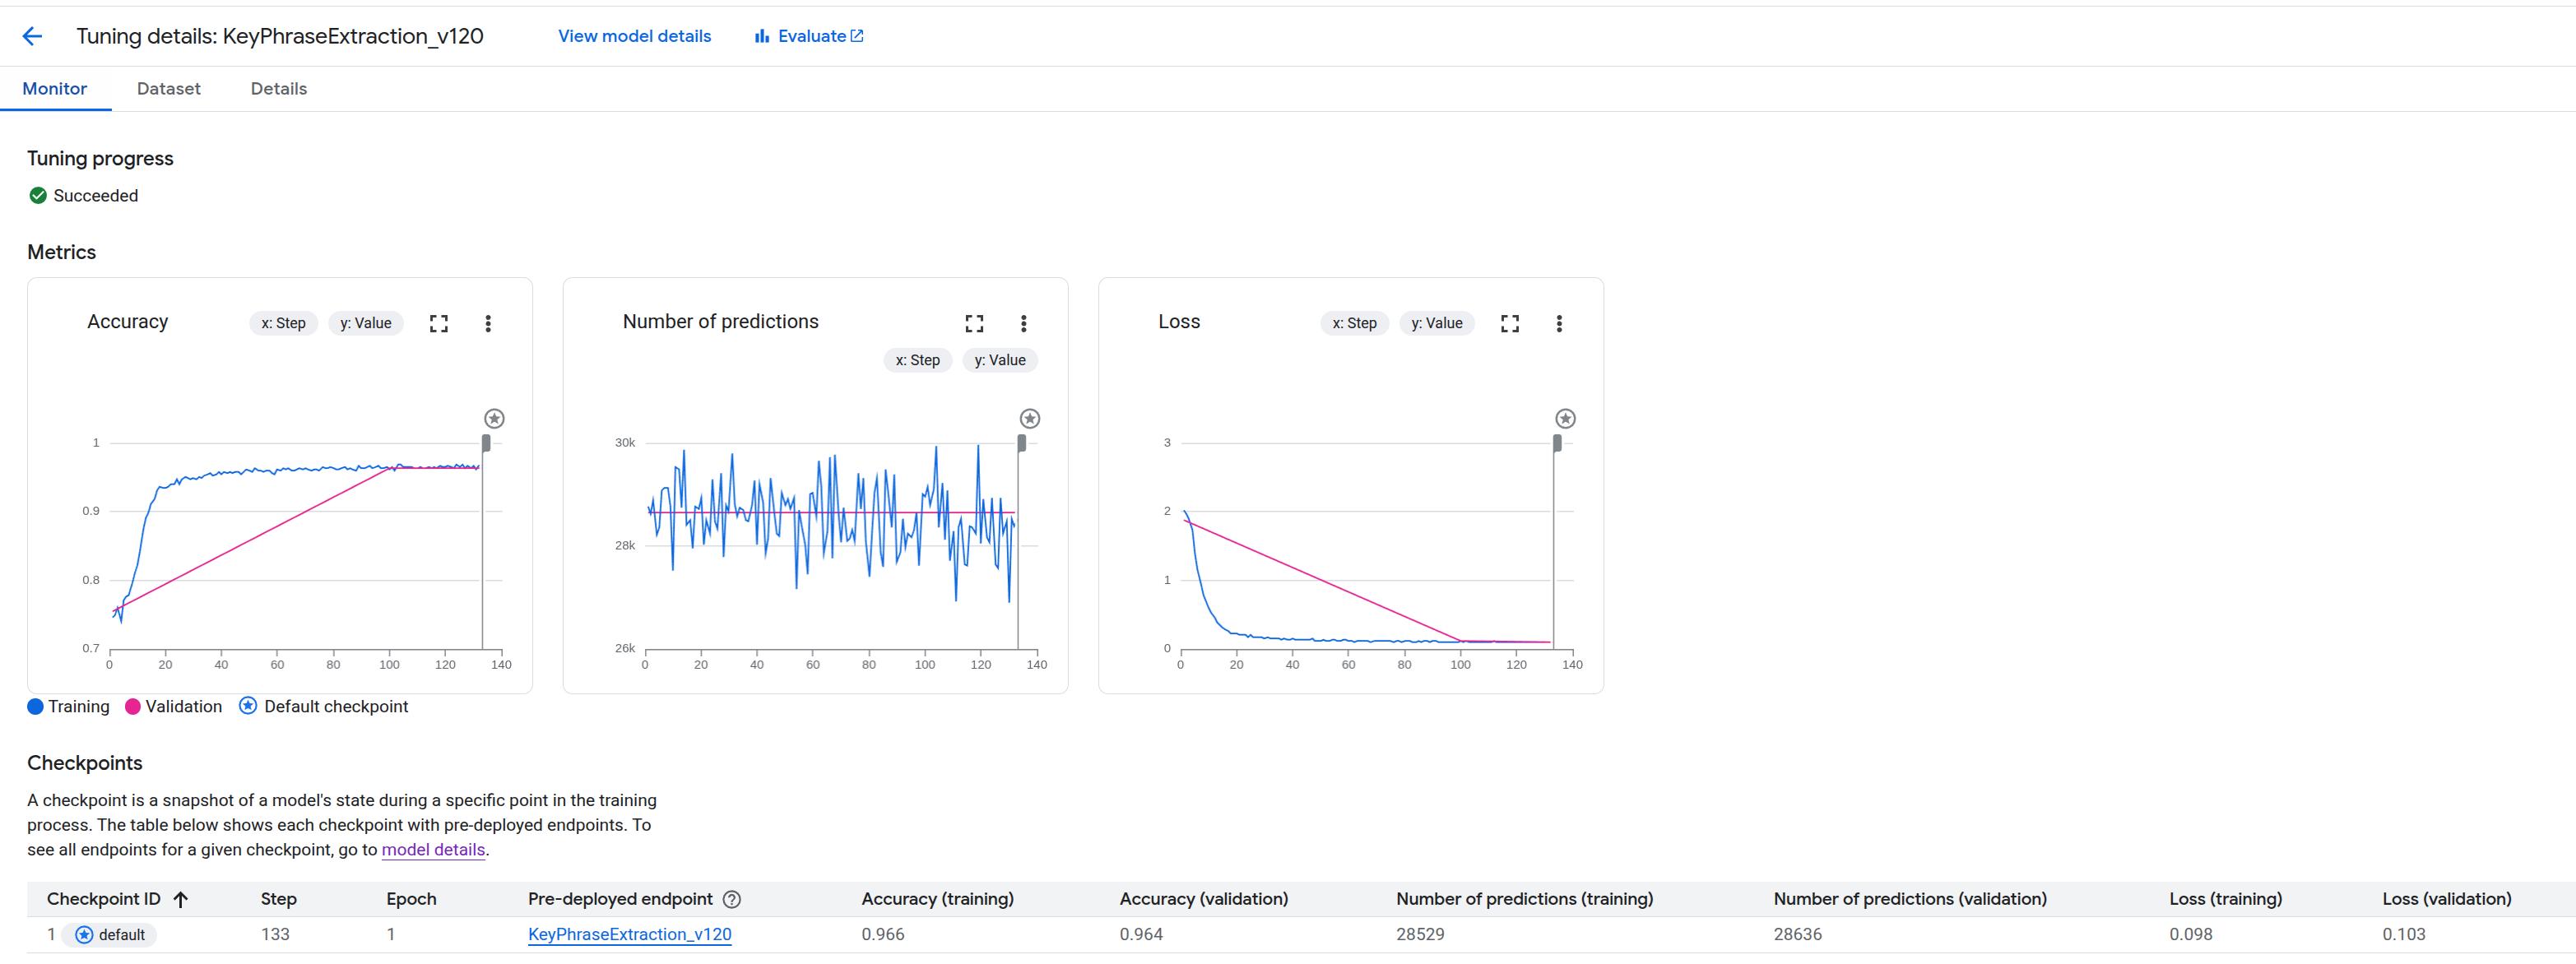 Tuning details: KeyPhraseExtraction_v120 View model details Evaluate
Monitor Dataset Details
Tuning progress
Succeeded
Metrics
Accuracy x: Step y: Value
1
0.9
0.8
0.7
0 20 40 60 80 100 120 140
Number of predictions
x: Step y: Value
30k
28k
26k
0 20 40 60 80 100 120 140
Loss x: Step y: Value
3
2
1
0
0 20 40 60 80 100 120 140
Training Validation Default checkpoint
Checkpoints
A checkpoint is a snapshot of a model's state during a specific point in the training
process. The table below shows each checkpoint with pre-deployed endpoints. To
see all endpoints for a given checkpoint, go to model details.
Checkpoint ID Step Epoch Pre-deployed endpoint Accuracy (training) Accuracy (validation) Number of predictions (training) Number of predictions (validation) Loss (training) Loss (validation)
1 default 133 1 KeyPhraseExtraction_v120 0.966 0.964 28529 28636 0.098 0.103